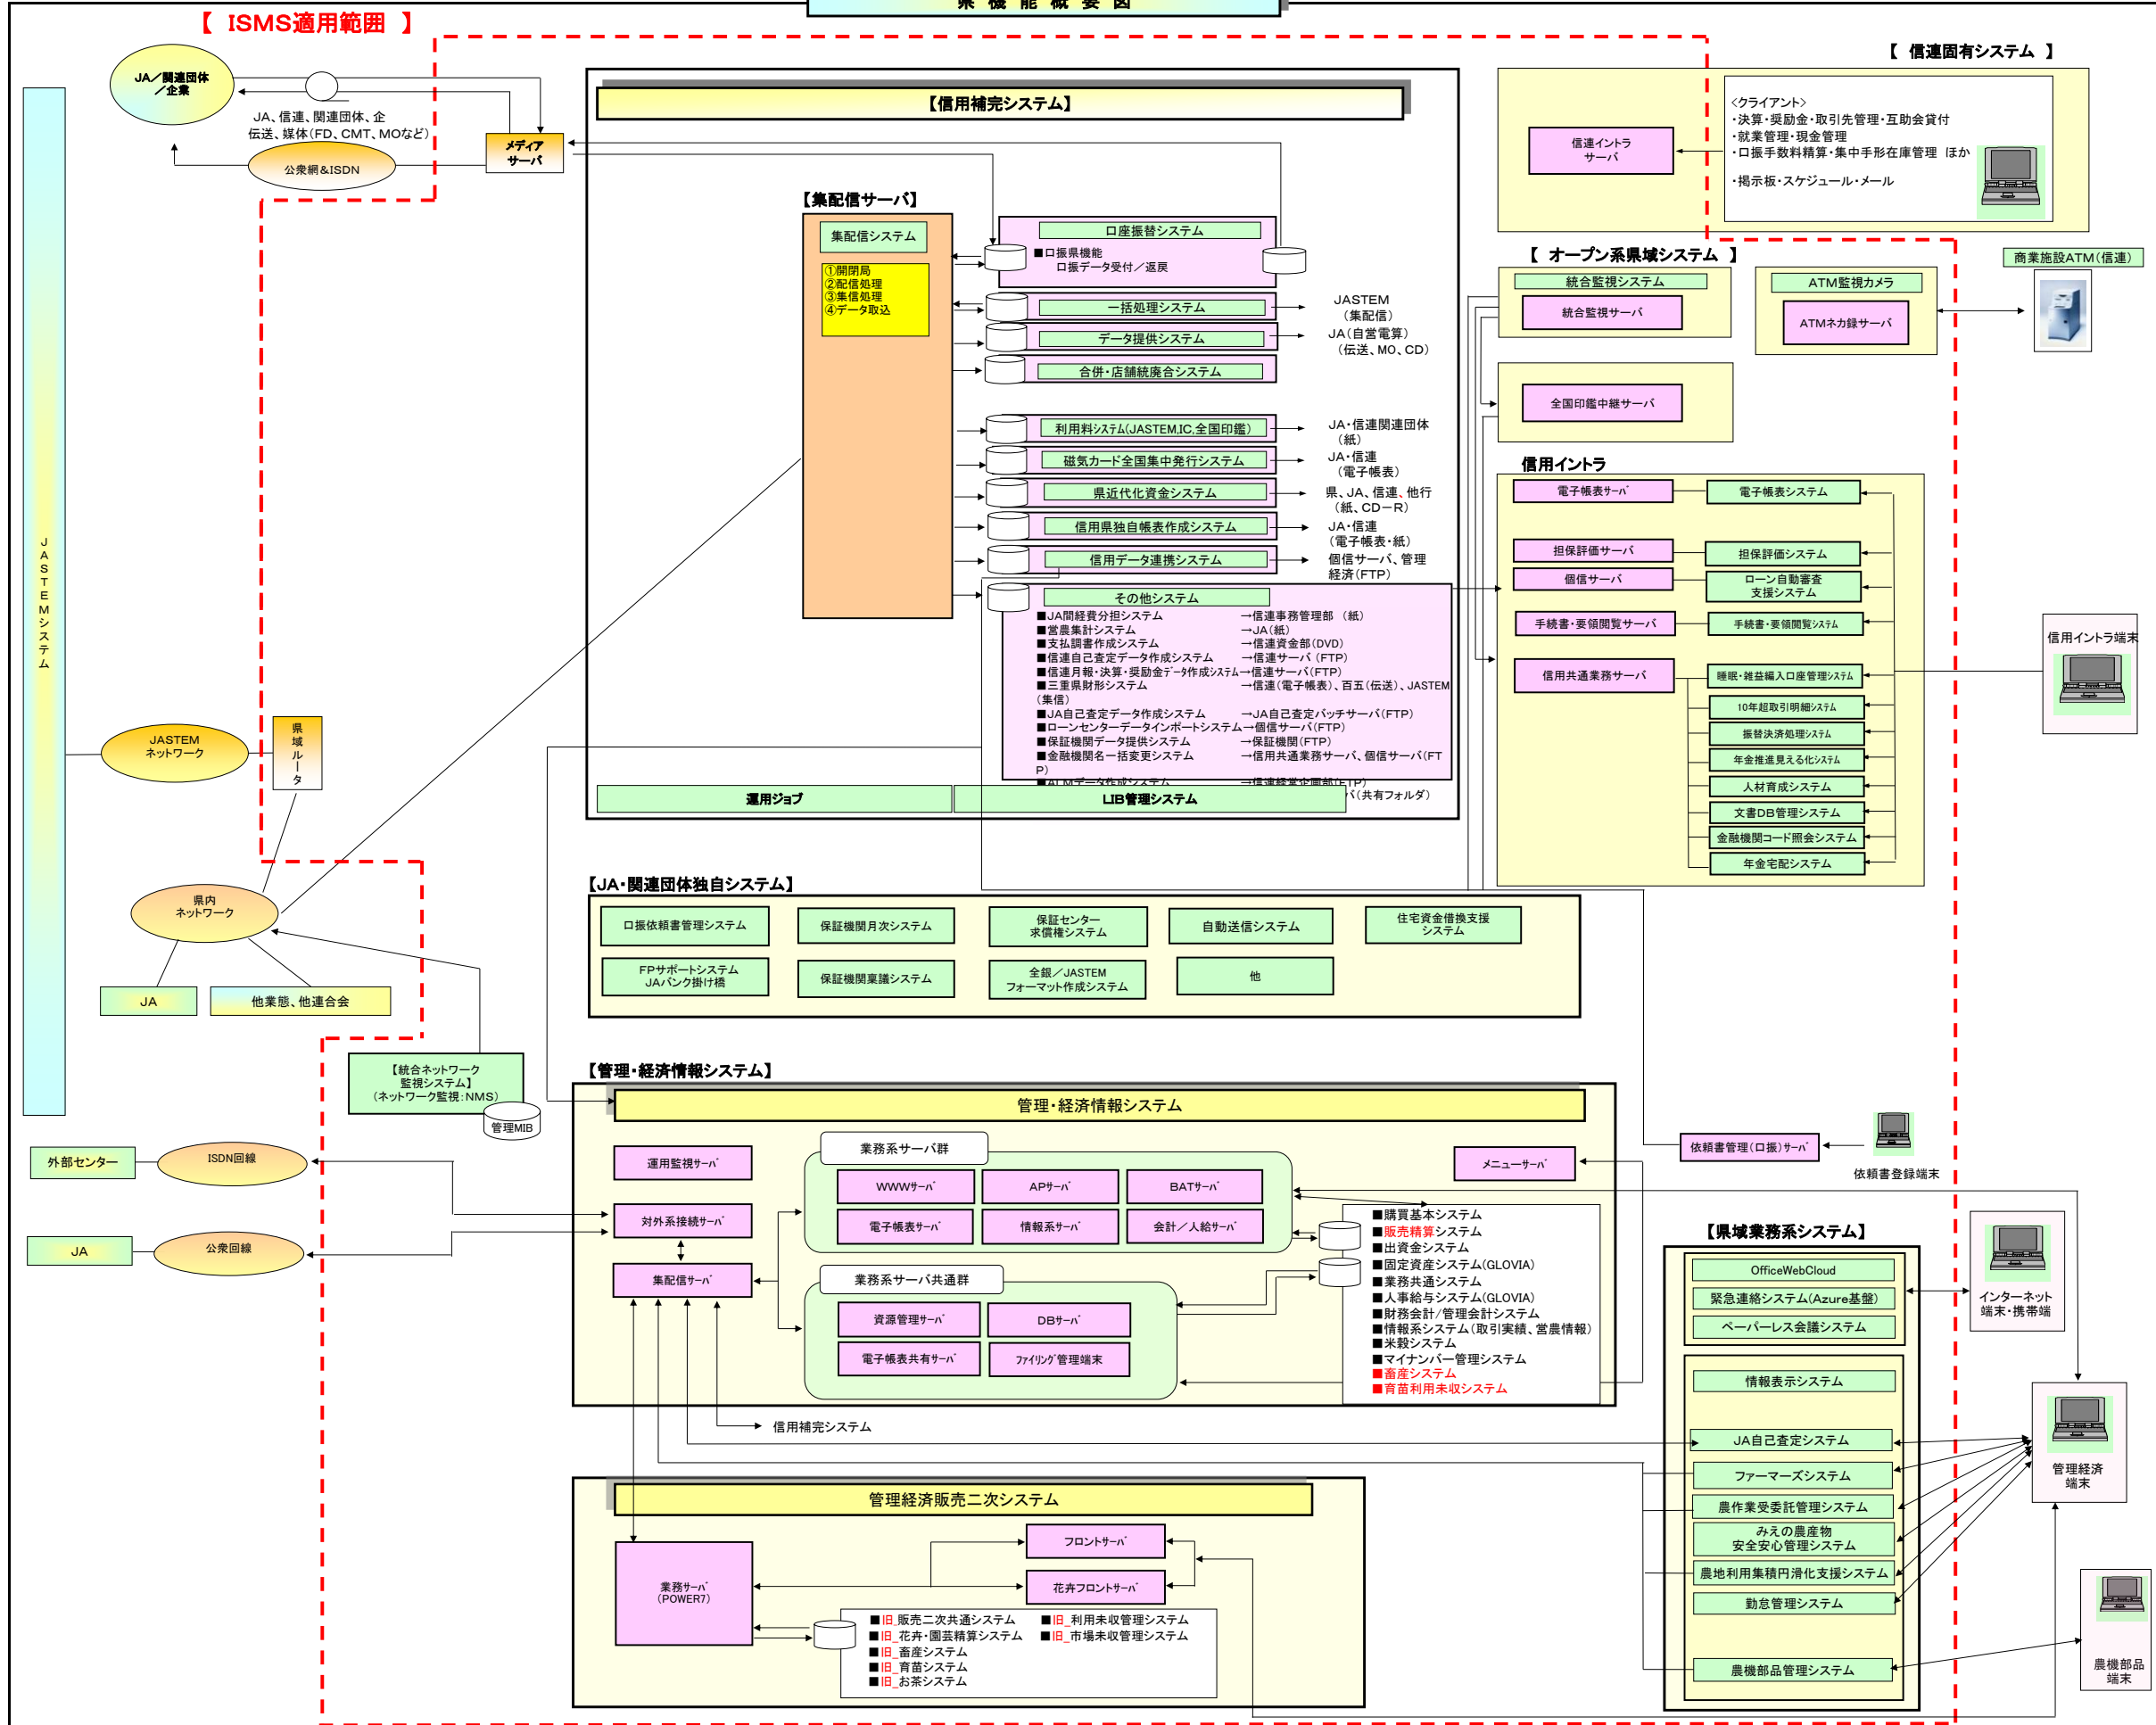 県 機 能 概 要 図
【 ISMS適用範囲 】
JA／関連団体
／企業
JA、信連、関連団体、企
伝送、媒体(FD、CMT、MOなど)
公衆網&ISDN
メディア
サーバ
JASTEMシステム
JASTEM
ネットワーク
県域ルータ
県内
ネットワーク
JA
他業態、他連合会
【統合ネットワーク
監視システム】
(ネットワーク監視:NMS)
管理MIB
外部センター
ISDN回線
JA
公衆回線
【信用補完システム】
【集配信サーバ】
集配信システム
①開閉局
②配信処理
③集信処理
④データ取込
口座振替システム
■口振県機能
口振データ受付／返戻
一括処理システム
JASTEM
(集配信)
データ提供システム
JA(自営電算)
(伝送、MO、CD)
合併・店舗統廃合システム
利用料システム(JASTEM,IC,全国印鑑)
JA・信連関連団体
(紙)
磁気カード全国集中発行システム
JA・信連
(電子帳表)
県近代化資金システム
県、JA、信連、他行
(紙、CD－R)
信用県独自帳表作成システム
JA・信連
(電子帳表・紙)
信用データ連携システム
個信サーバ、管理
経済(FTP)
その他システム
■JA間経費分担システム →信連事務管理部 (紙)
■営農集計システム →JA(紙)
■支払調書作成システム →信連資金部(DVD)
■信連自己査定データ作成システム →信連サーバ (FTP)
■信連月報・決算・奨励金データ作成システム→信連サーバ(FTP)
■三重県財形システム →信連(電子帳表)、百五(伝送)、JASTEM
(集信)
■JA自己査定データ作成システム →JA自己査定バッチサーバ(FTP)
■ローンセンターデータインポートシステム→個信サーバ(FTP)
■保証機関データ提供システム →保証機関(FTP)
■金融機関名一括変更システム →信用共通業務サーバ、個信サーバ(FT
P)
■ATMデータ作成システム →信連経営企画部(FTP)
バ(共有フォルダ)
運用ジョブ
LIB管理システム
【 信連固有システム 】
信連イントラ
サーバ
<クライアント>
・決算・奨励金・取引先管理・互助会貸付
・就業管理・現金管理
・口振手数料精算・集中手形在庫管理 ほか
・掲示板・スケジュール・メール
【 オープン系県域システム 】
統合監視システム
統合監視サーバ
ATM監視カメラ
ATMネカ録サーバ
商業施設ATM(信連)
全国印鑑中継サーバ
信用イントラ
電子帳表サーバ
電子帳表システム
担保評価サーバ
担保評価システム
個信サーバ
ローン自動審査
支援システム
手続書・要領閲覧サーバ
手続書・要領閲覧システム
信用共通業務サーバ
睡眠・雑益編入口座管理システム
10年超取引明細システム
振替決済処理システム
年金推進見える化システム
人材育成システム
文書DB管理システム
金融機関コード照会システム
年金宅配システム
信用イントラ端末
【JA・関連団体独自システム】
口振依頼書管理システム
保証機関月次システム
保証センター
求償権システム
自動送信システム
住宅資金借換支援
システム
FPサポートシステム
JAバンク掛け橋
保証機関稟議システム
全銀／JASTEM
フォーマット作成システム
他
【管理・経済情報システム】
管理・経済情報システム
運用監視サーバ
対外系接続サーバ
集配信サーバ
業務系サーバ群
WWWサーバ
APサーバ
BATサーバ
電子帳表サーバ
情報系サーバ
会計／人給サーバ
業務系サーバ共通群
資源管理サーバ
DBサーバ
電子帳表共有サーバ
ファイリング管理端末
メニューサーバ
■購買基本システム
■販売精算システム
■出資金システム
■固定資産システム(GLOVIA)
■業務共通システム
■人事給与システム(GLOVIA)
■財務会計/管理会計システム
■情報系システム(取引実績、営農情報)
■米穀システム
■マイナンバー管理システム
■畜産システム
■育苗利用未収システム
信用補完システム
依頼書管理(口振)サーバ
依頼書登録端末
【県域業務系システム】
OfficeWebCloud
緊急連絡システム(Azure基盤)
ペーパーレス会議システム
情報表示システム
JA自己査定システム
ファーマーズシステム
農作業受委託管理システム
みえの農産物
安全安心管理システム
農地利用集積円滑化支援システム
勤怠管理システム
農機部品管理システム
インターネット
端末・携帯端
管理経済
端末
農機部品
端末
管理経済販売二次システム
業務サーバ
(POWER7)
フロントサーバ
花卉フロントサーバ
■旧_販売二次共通システム ■旧_利用未収管理システム
■旧_花卉・園芸精算システム ■旧_市場未収管理システム
■旧_畜産システム
■旧_育苗システム
■旧_お茶システム